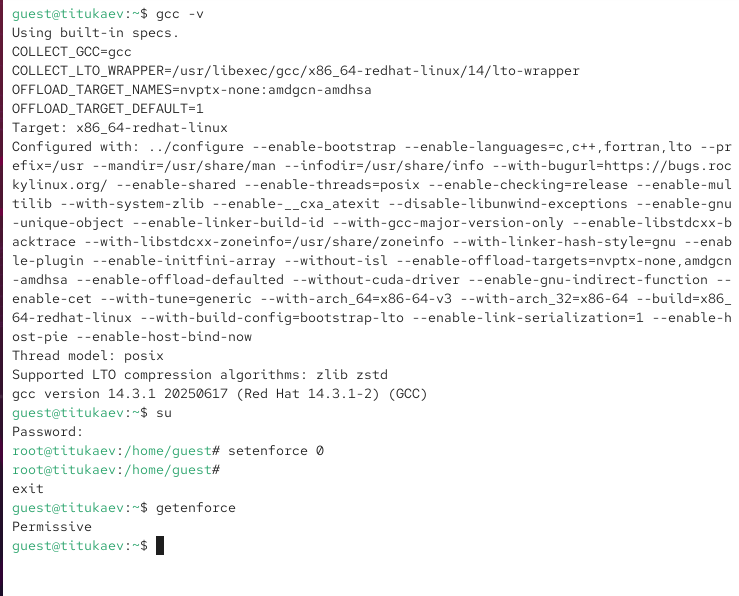 guest@titukaev:~$ gcc -v
Using built-in specs.
COLLECT_GCC=gcc
COLLECT_LTO_WRAPPER=/usr/libexec/gcc/x86_64-redhat-linux/14/lto-wrapper
OFFLOAD_TARGET_NAMES=nvptx-none:amdgcn-amdhsa
OFFLOAD_TARGET_DEFAULT=1
Target: x86_64-redhat-linux
Configured with: ../configure --enable-bootstrap --enable-languages=c,c++,fortran,lto --pr
efix=/usr --mandir=/usr/share/man --infodir=/usr/share/info --with-bugurl=https://bugs.roc
kylinux.org/ --enable-shared --enable-threads=posix --enable-checking=release --enable-mul
tilib --with-system-zlib --enable-__cxa_atexit --disable-libunwind-exceptions --enable-gnu
-unique-object --enable-linker-build-id --with-gcc-major-version-only --enable-libstdcxx-b
acktrace --with-libstdcxx-zoneinfo=/usr/share/zoneinfo --with-linker-hash-style=gnu --enab
le-plugin --enable-initfini-array --without-isl --enable-offload-targets=nvptx-none,amdgcn
-amdhsa --enable-offload-defaulted --without-cuda-driver --enable-gnu-indirect-function --
enable-cet --with-tune=generic --with-arch_64=x86-64-v3 --with-arch_32=x86-64 --build=x86_
64-redhat-linux --with-build-config=bootstrap-lto --enable-link-serialization=1 --enable-h
ost-pie --enable-host-bind-now
Thread model: posix
Supported LTO compression algorithms: zlib zstd
gcc version 14.3.1 20250617 (Red Hat 14.3.1-2) (GCC)
guest@titukaev:~$ su
Password:
root@titukaev:/home/guest# setenforce 0
root@titukaev:/home/guest#
exit
guest@titukaev:~$ getenforce
Permissive
guest@titukaev:~$